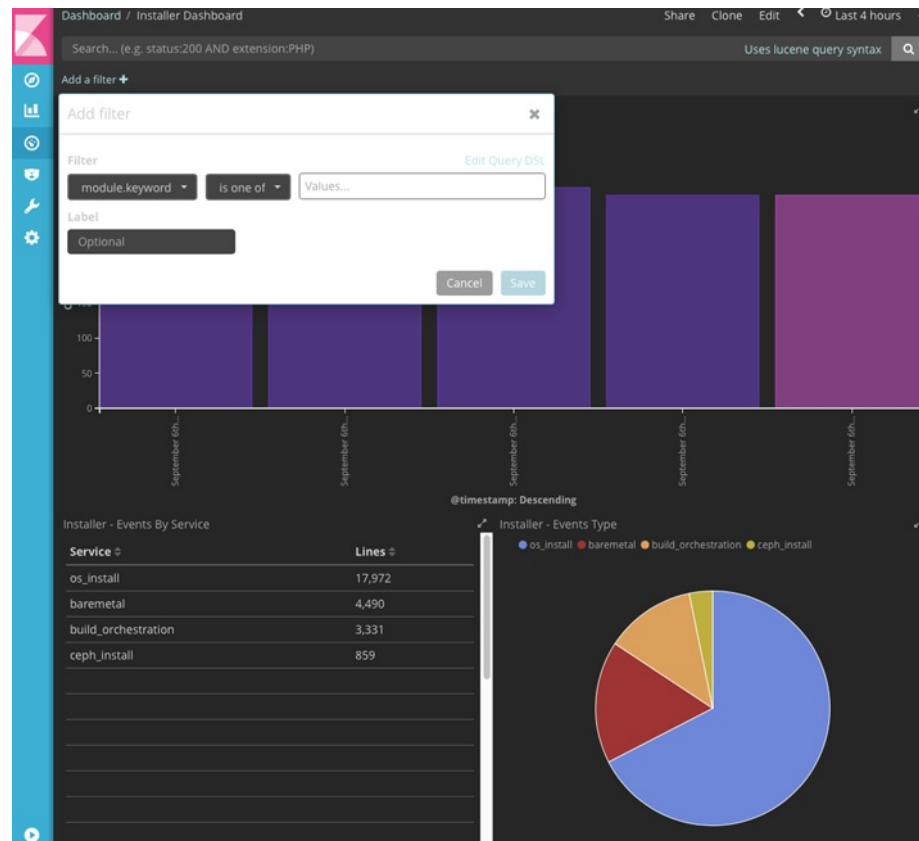 Dashboard / Installer Dashboard Share Clone Edit Last 4 hours
Search... (e.g. status:200 AND extension:PHP) Uses lucene query syntax
Add a filter +
Add filter
Filter Edit Query DSL
module.keyword is one of Values...
Label
Optional
Cancel Save
100
50
0
September 6th... September 6th... September 6th... September 6th... September 6th...
@timestamp: Descending
Installer - Events By Service
Service Lines
os_install 17,972
baremetal 4,490
build_orchestration 3,331
ceph_install 859
Installer - Events Type
os_install baremetal build_orchestration ceph_install